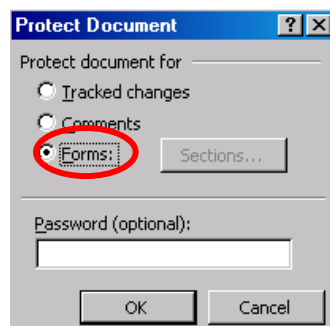 Protect Document
Protect document for
Tracked changes
Comments
Forms:
Sections...
Password (optional):
OK Cancel